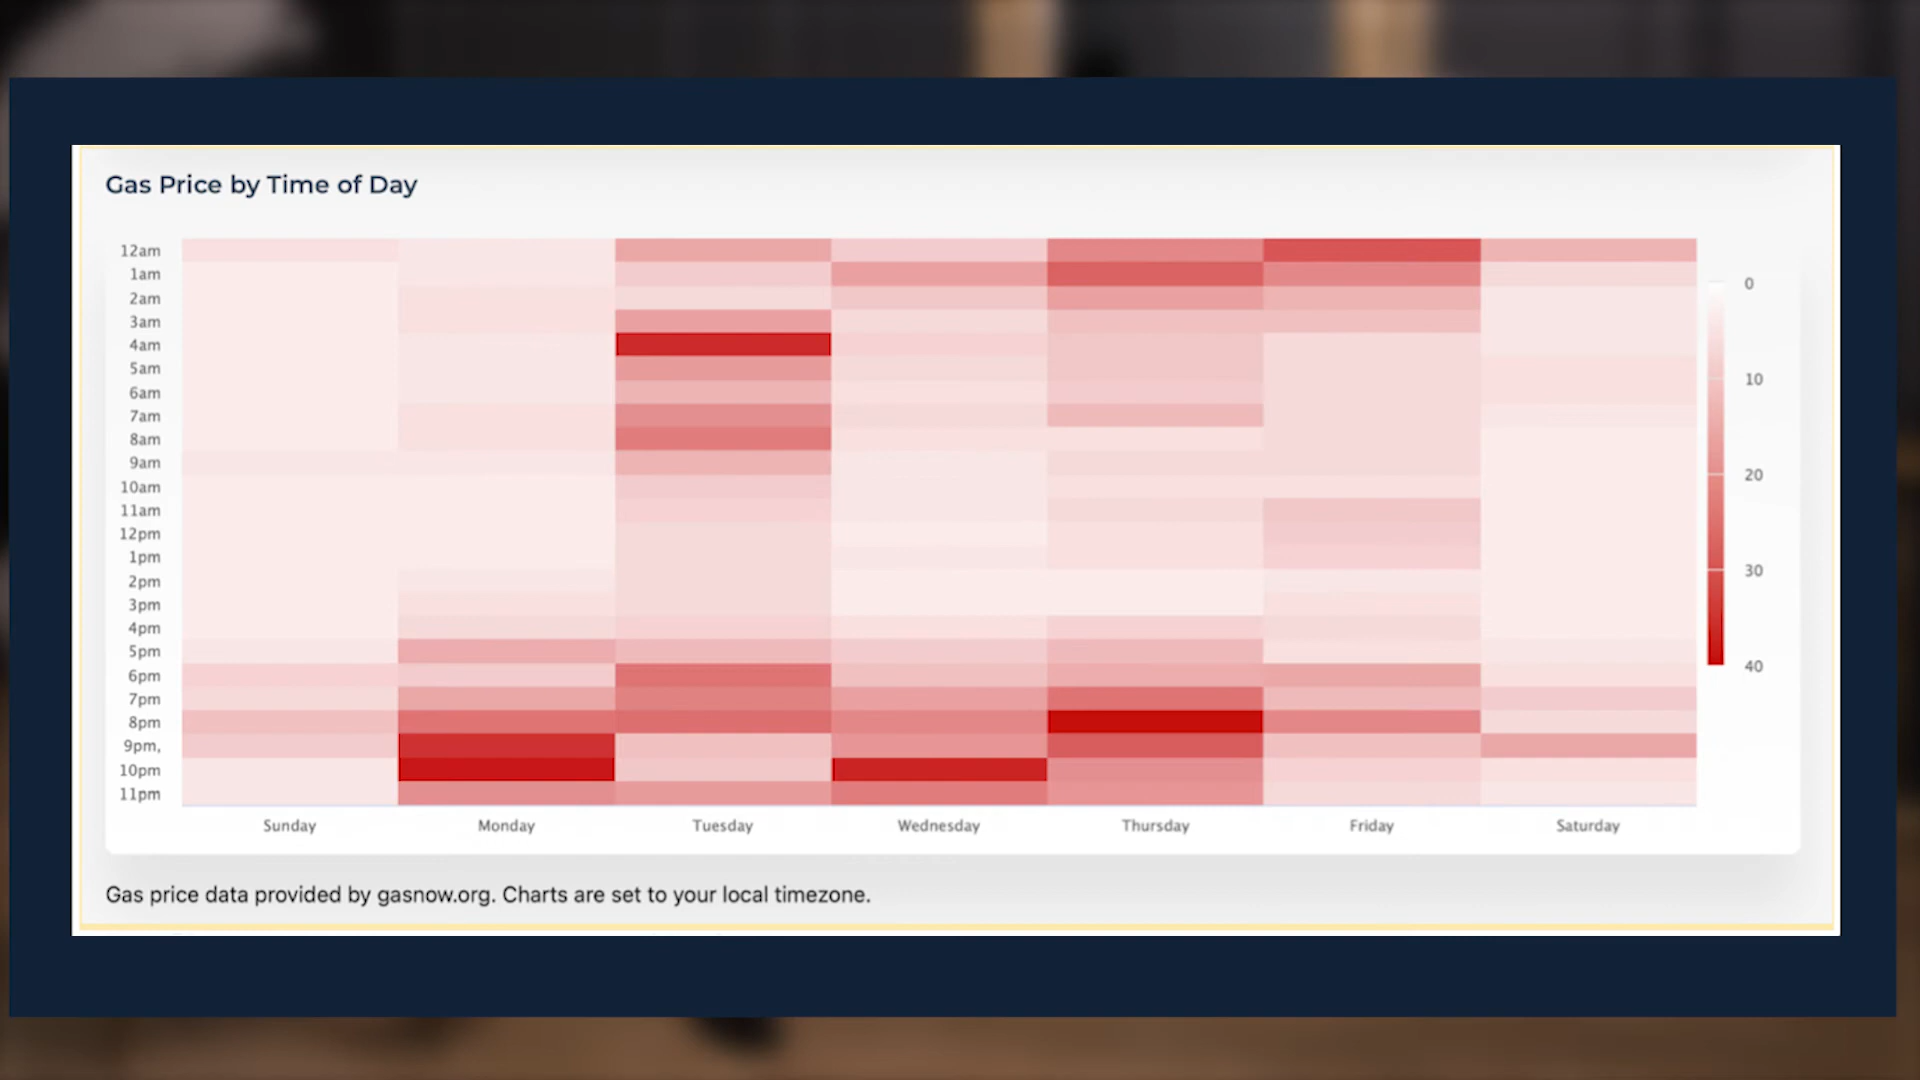 Gas Price by Time of Day
12am
1am
2am
3am
4am
5am
6am
7am
8am
9am
10am
11am
12pm
1pm
2pm
3pm
4pm
5pm
6pm
7pm
8pm
9pm,
10pm
11pm
0
10
20
30
40
Sunday Monday Tuesday Wednesday Thursday Friday Saturday
Gas price data provided by gasnow.org. Charts are set to your local timezone.